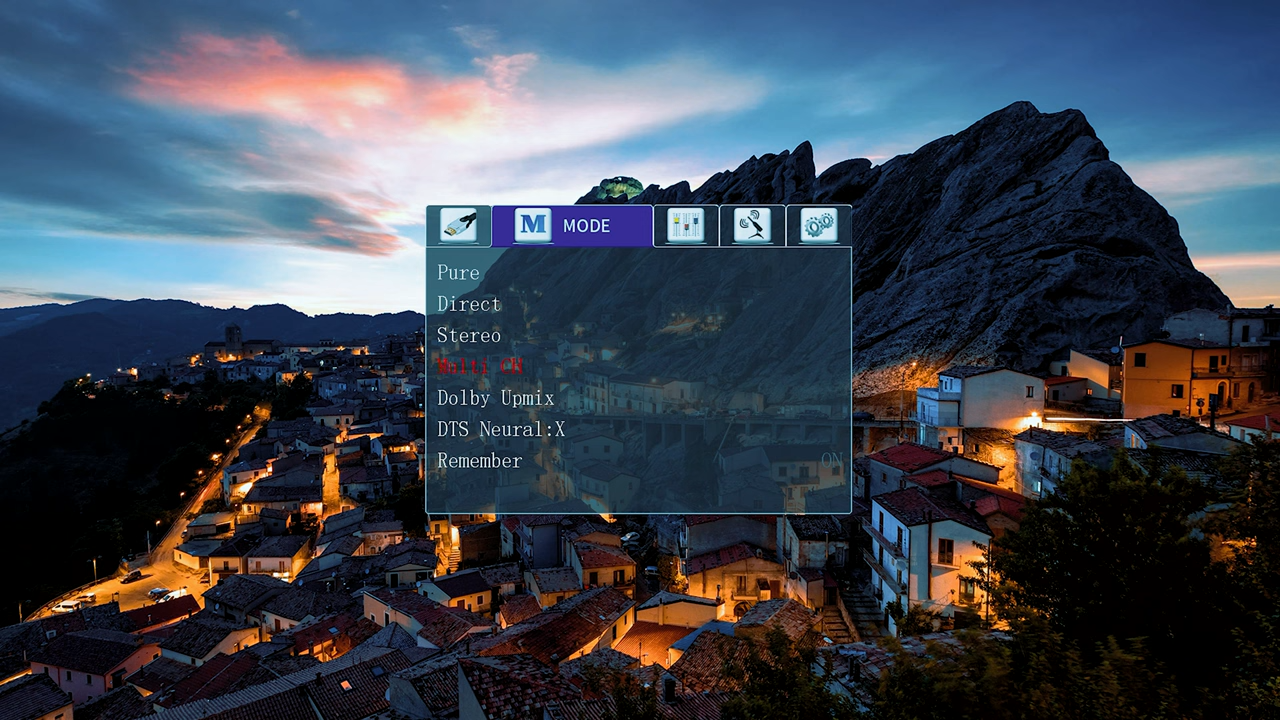 M MODE
Pure
Direct
Stereo
Multi CH
Dolby Upmix
DTS Neural:X
Remember ON